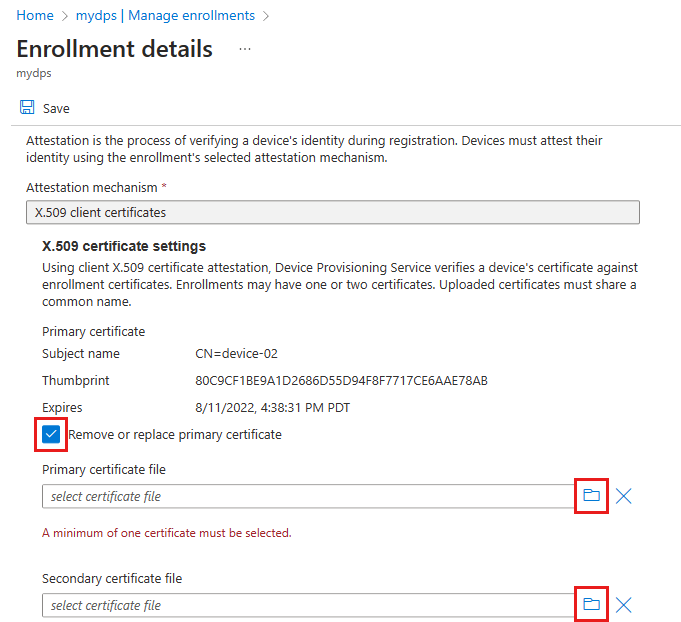 Home > mydps | Manage enrollments >
Enrollment details ...
mydps
Save
Attestation is the process of verifying a device's identity during registration. Devices must attest their
identity using the enrollment's selected attestation mechanism.
Attestation mechanism *
X.509 client certificates
X.509 certificate settings
Using client X.509 certificate attestation, Device Provisioning Service verifies a device's certificate against
enrollment certificates. Enrollments may have one or two certificates. Uploaded certificates must share a
common name.
Primary certificate
Subject name CN=device-02
Thumbprint 80C9CF1BE9A1D2686D55D94F8F7717CE6AAE78AB
Expires 8/11/2022, 4:38:31 PM PDT
Remove or replace primary certificate
Primary certificate file
select certificate file
A minimum of one certificate must be selected.
Secondary certificate file
select certificate file